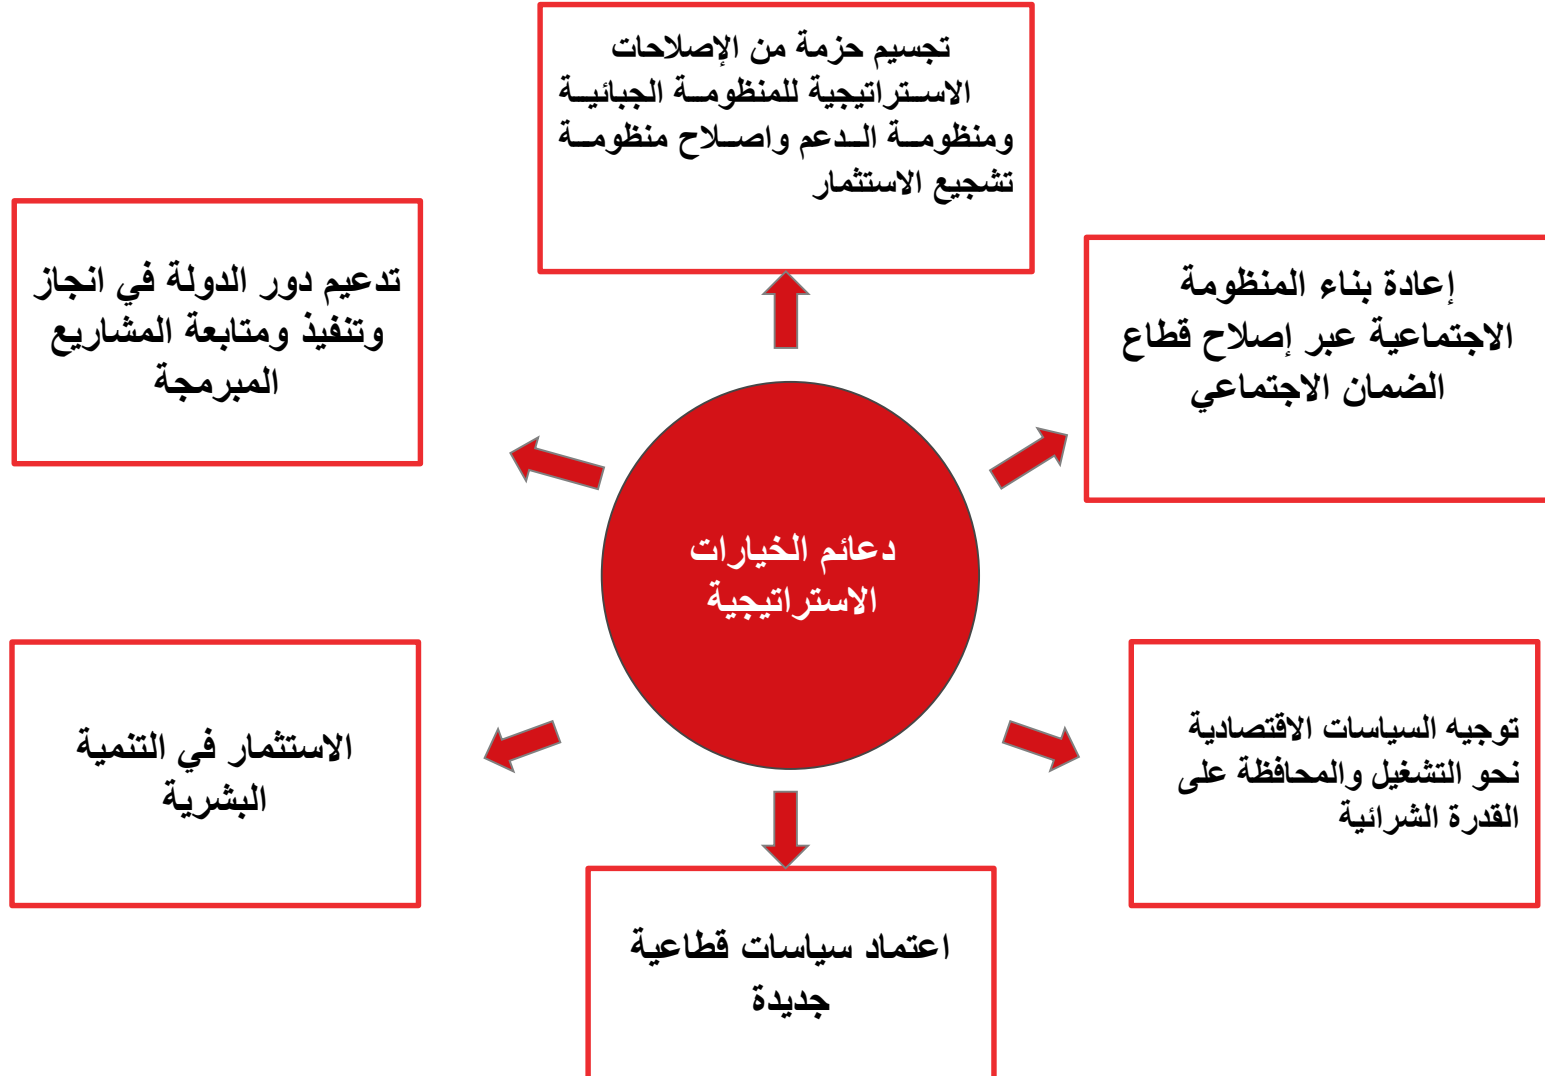 تجسيم حزمة من الإصلاحات
الاستراتيجية للمنظومة الجبائية
ومنظومة الدعم واصلاح منظومة
تشجيع الاستثمار
إعادة بناء المنظومة
الاجتماعية عبر إصلاح قطاع
الضمان الاجتماعي
تدعيم دور الدولة في انجاز
وتنفيذ ومتابعة المشاريع
المبرمجة
دعائم الخيارات
الاستراتيجية
توجيه السياسات الاقتصادية
نحو التشغيل والمحافظة على
القدرة الشرائية
الاستثمار في التنمية
البشرية
اعتماد سياسات قطاعية
جديدة